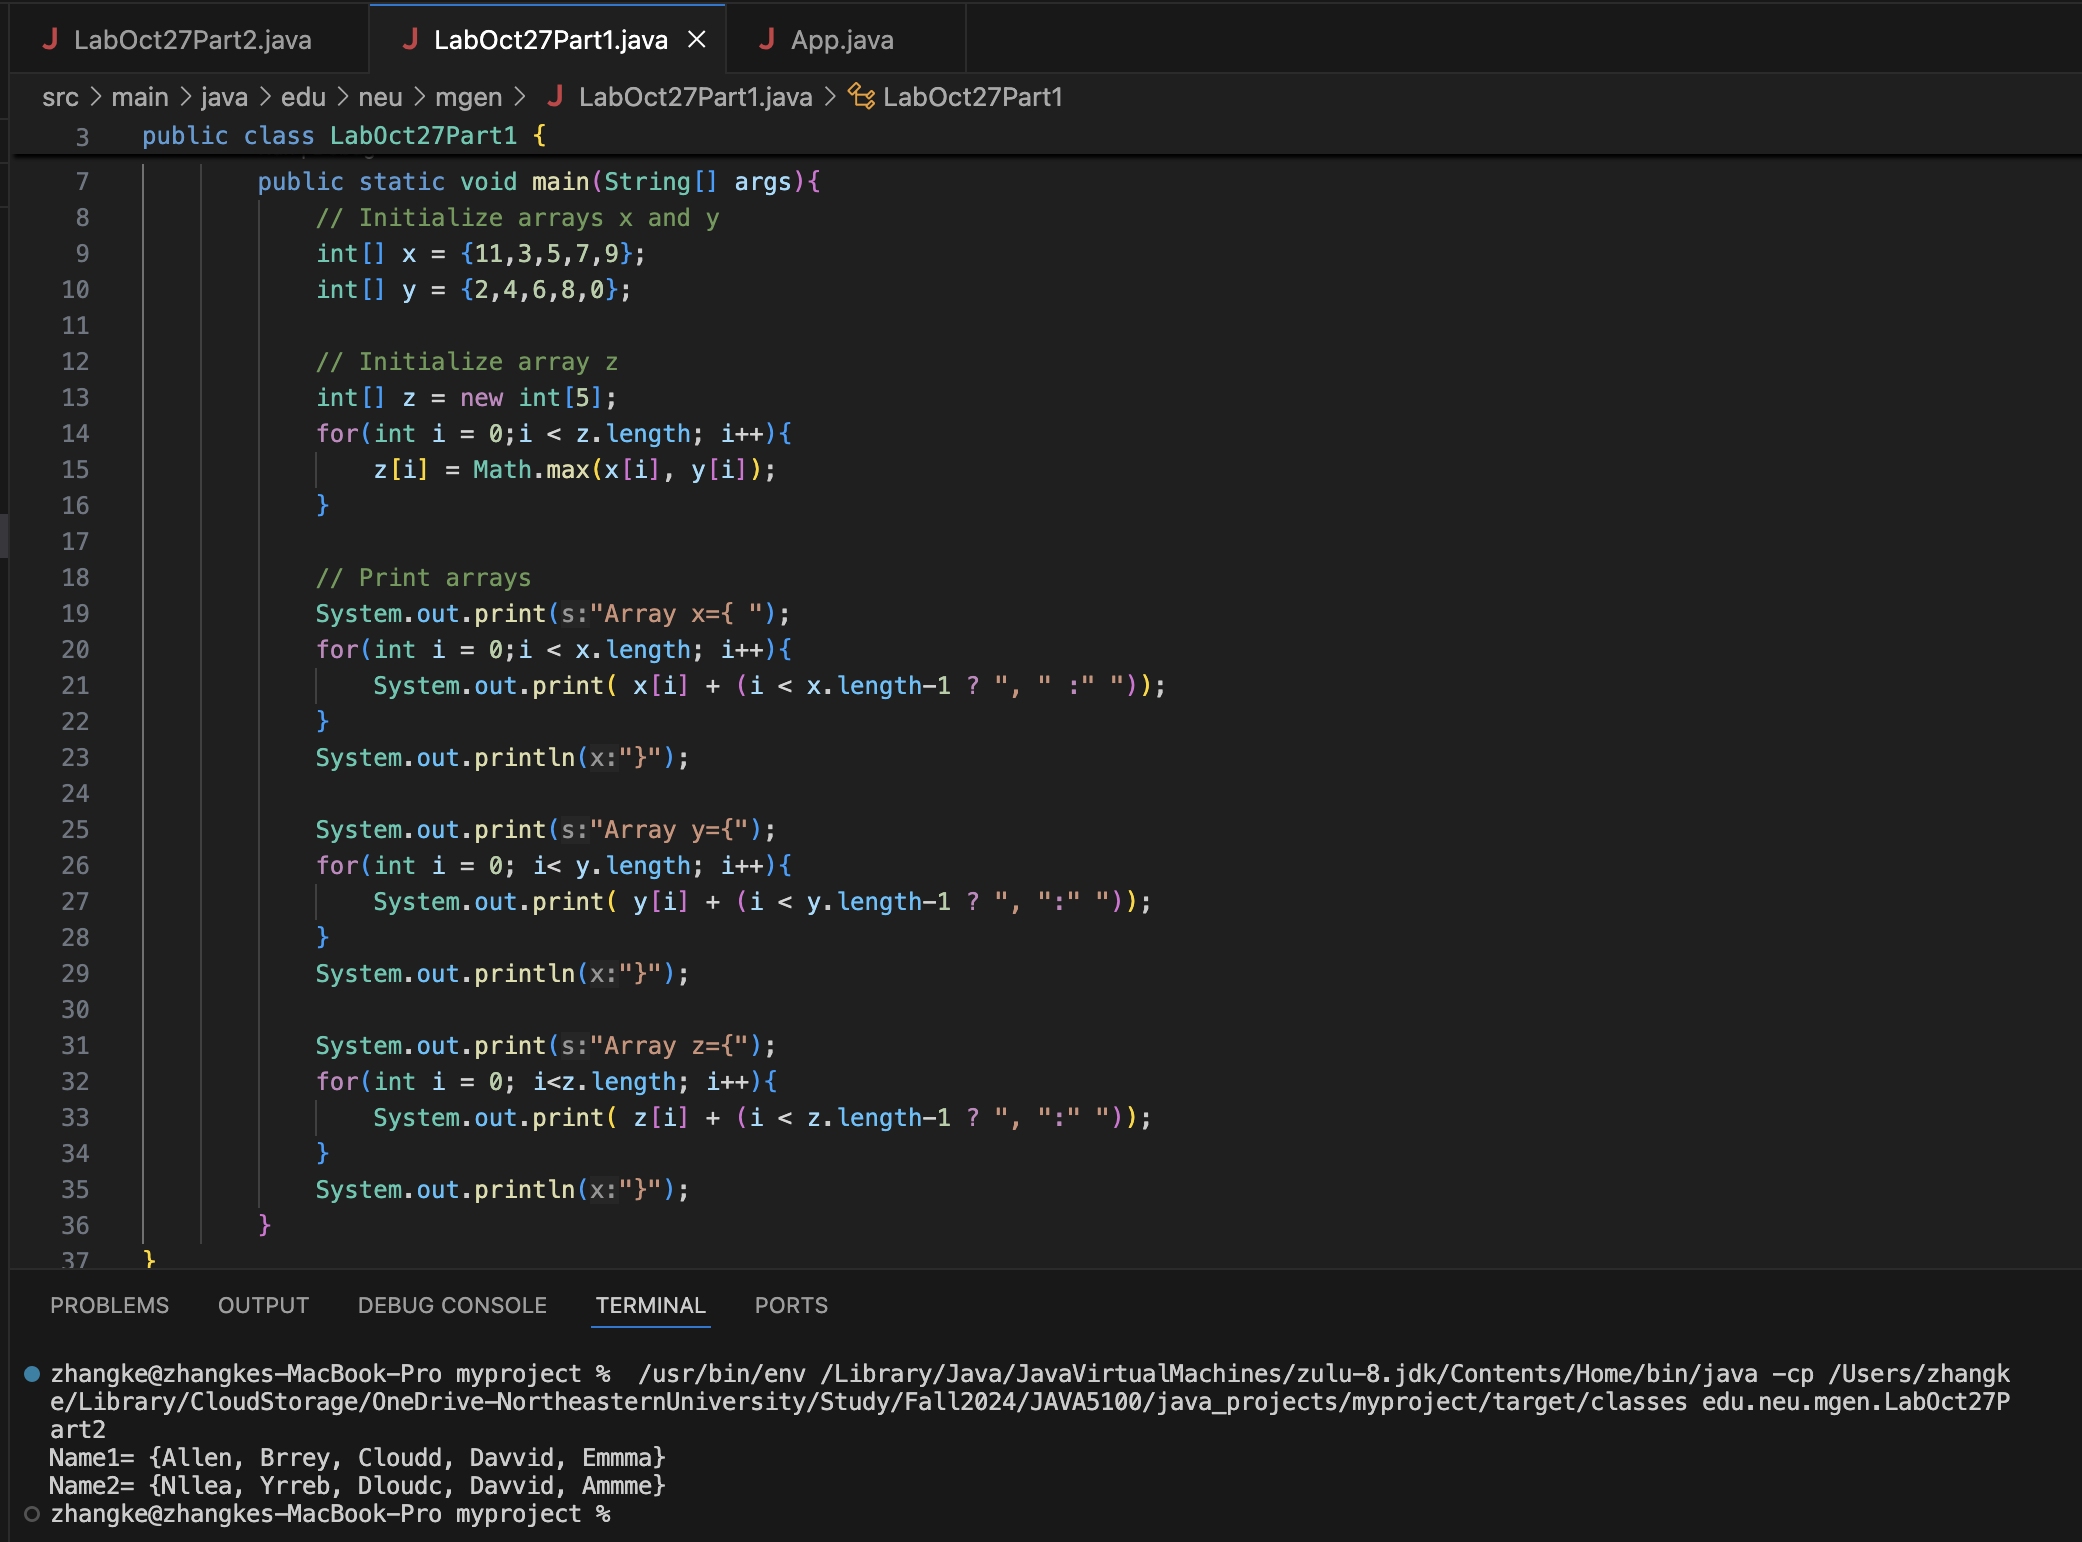 LabOct27Part2.java LabOct27Part1.java App.java
src > main > java > edu > neu > mgen > LabOct27Part1.java > LabOct27Part1
3 public class LabOct27Part1 {
7 public static void main(String[] args){
8 // Initialize arrays x and y
9 int[] x = {11,3,5,7,9};
10 int[] y = {2,4,6,8,0};
11
12 // Initialize array z
13 int[] z = new int[5];
14 for(int i = 0;i < z.length; i++){
15 z[i] = Math.max(x[i], y[i]);
16 }
17
18 // Print arrays
19 System.out.print(s:"Array x={ ");
20 for(int i = 0;i < x.length; i++){
21 System.out.print( x[i] + (i < x.length-1 ? ", " :" "));
22 }
23 System.out.println(x:"}");
24
25 System.out.print(s:"Array y={");
26 for(int i = 0; i< y.length; i++){
27 System.out.print( y[i] + (i < y.length-1 ? ", ":" "));
28 }
29 System.out.println(x:"}");
30
31 System.out.print(s:"Array z={");
32 for(int i = 0; i<z.length; i++){
33 System.out.print( z[i] + (i < z.length-1 ? ", ":" "));
34 }
35 System.out.println(x:"}");
36 }
37 }
PROBLEMS OUTPUT DEBUG CONSOLE TERMINAL PORTS
zhangke@zhangkes-MacBook-Pro myproject %  /usr/bin/env /Library/Java/JavaVirtualMachines/zulu-8.jdk/Contents/Home/bin/java -cp /Users/zhangk
e/Library/CloudStorage/OneDrive-NortheasternUniversity/Study/Fall2024/JAVA5100/java_projects/myproject/target/classes edu.neu.mgen.LabOct27P
art2
Name1= {Allen, Brrey, Cloudd, Davvid, Emmma}
Name2= {Nllea, Yrreb, Dloudc, Davvid, Ammme}
zhangke@zhangkes-MacBook-Pro myproject %